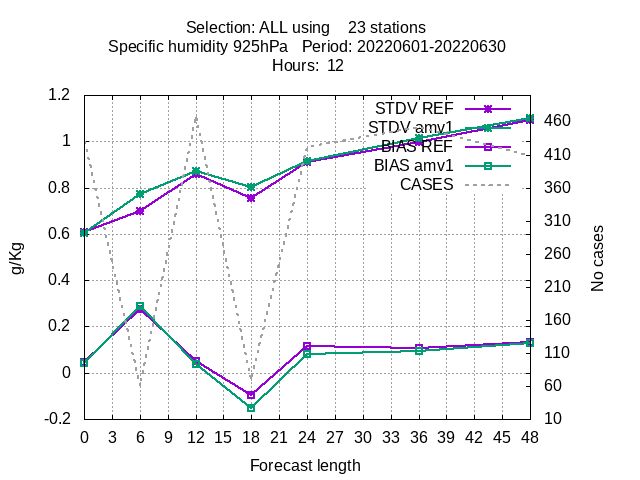 Selection: ALL using 23 stations
Specific humidity 925hPa Period: 20220601-20220630
Hours: 12
STDV REF
STDV amv1
BIAS REF
BIAS amv1
CASES
1.2
1
0.8
0.6
0.4
0.2
0
-0.2
g/Kg
460
410
360
310
260
210
160
110
60
10
No cases
0 3 6 9 12 15 18 21 24 27 30 33 36 39 42 45 48
Forecast length